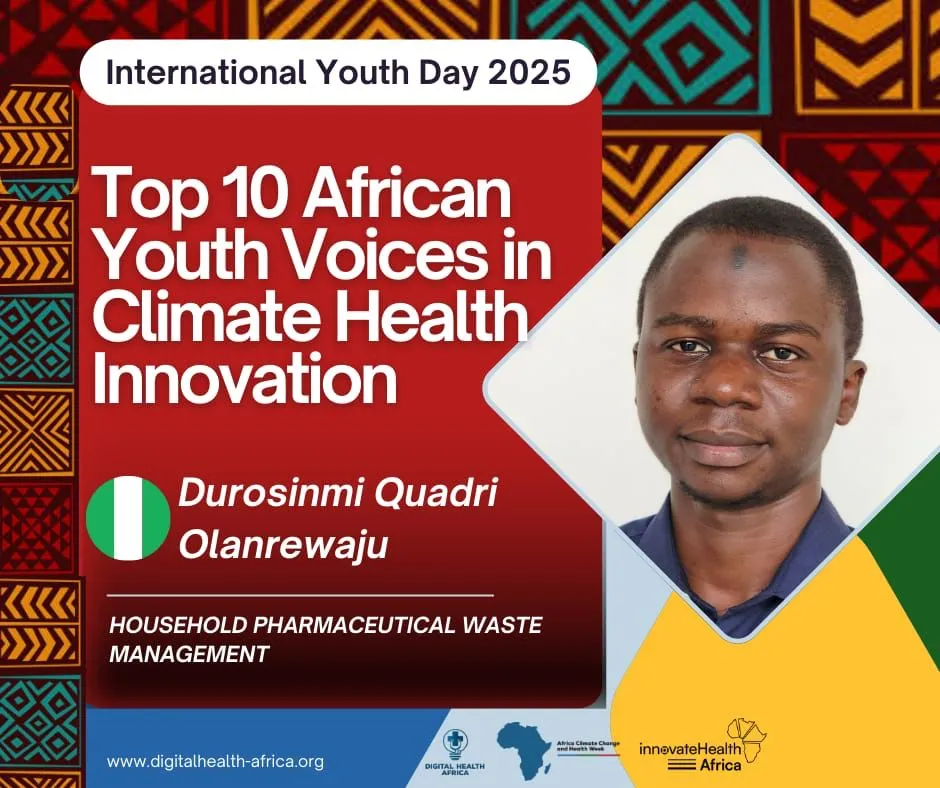 International Youth Day 2025
Top 10 African
Youth Voices in
Climate Health
Innovation
Durosinmi Quadri
Olanrewaju
HOUSEHOLD PHARMACEUTICAL WASTE
MANAGEMENT
www.digitalhealth-africa.org
DIGITAL HEALTH
AFRICA
Africa Climate Change
and Health Week
innovateHealth
Africa